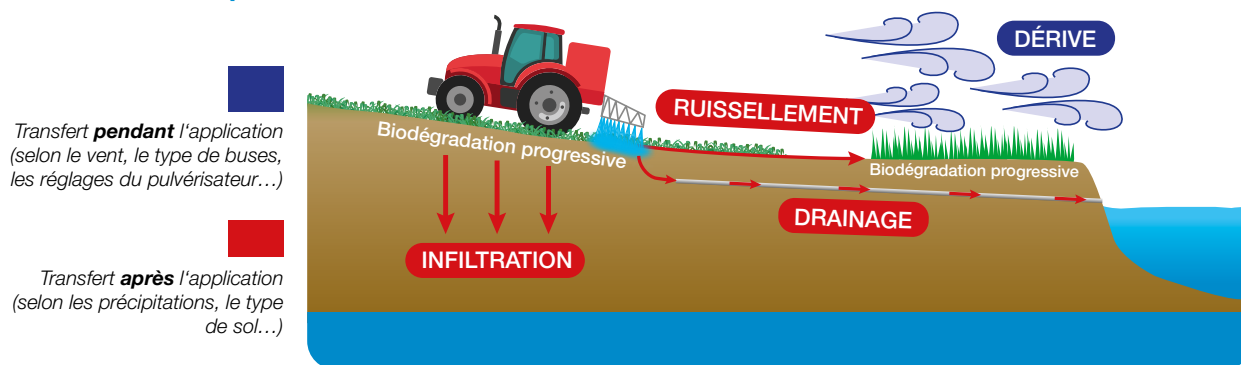 Transfert pendant l'application
(selon le vent, le type de buses,
les réglages du pulvérisateur…)
Transfert après l'application
(selon les précipitations, le type
de sol…)
DÉRIVE
RUISSELLEMENT
Biodégradation progressive
Biodégradation progressive
DRAINAGE
INFILTRATION